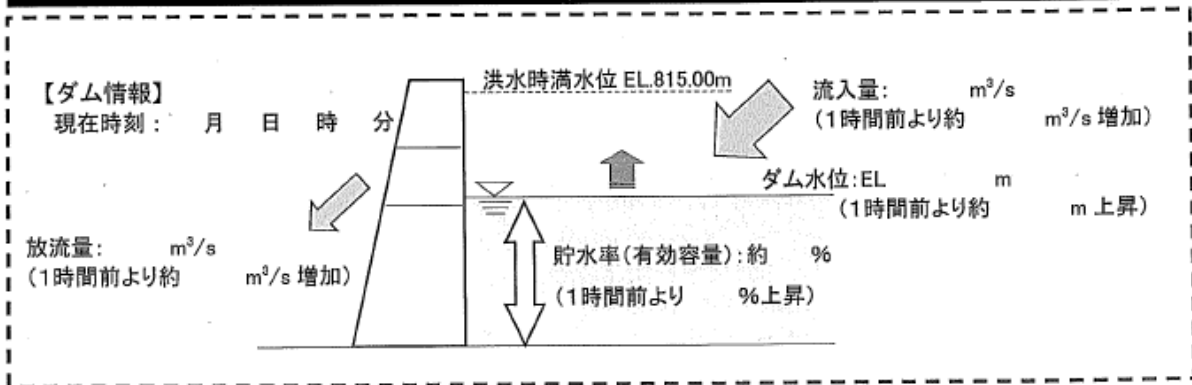 【ダム情報】
現在時刻： 月 日 時 分
洪水時満水位 EL.815.00m
流入量： m³/s
（1時間前より約 m³/s 増加）
ダム水位：EL m
（1時間前より約 m 上昇）
放流量： m³/s
（1時間前より約 m³/s 増加）
貯水率（有効容量）：約 %
（1時間前より %上昇）